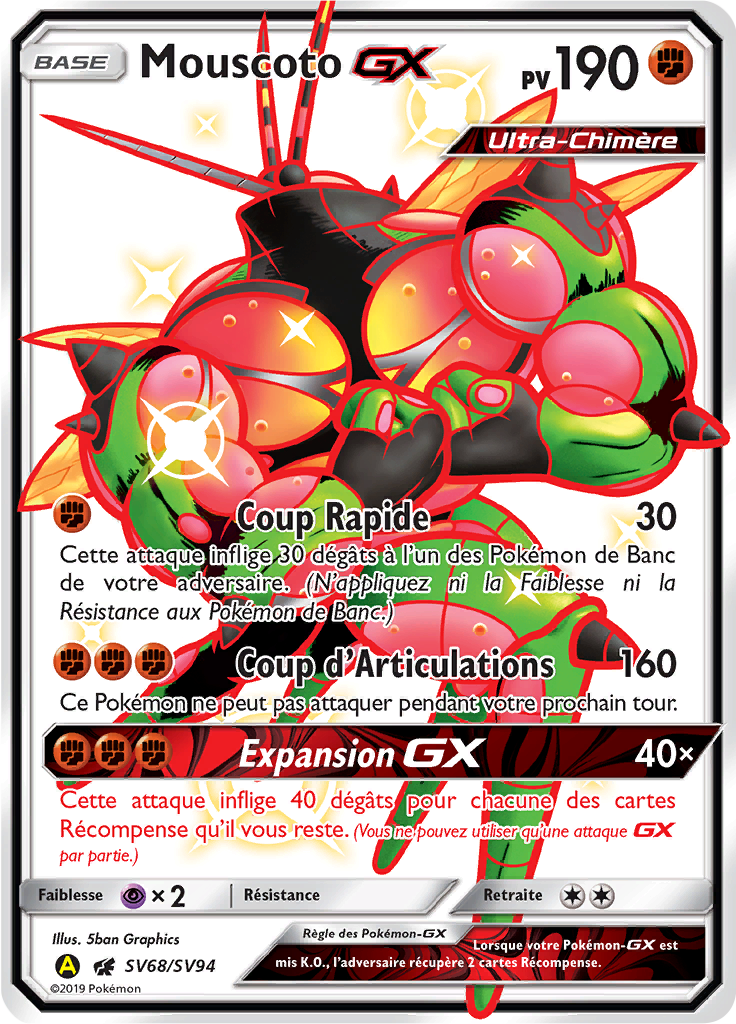 BASE Mouscoto GX PV 190
Ultra-Chimère
Coup Rapide 30
Cette attaque inflige 30 dégâts à l'un des Pokémon de Banc
de votre adversaire. (N'appliquez ni la Faiblesse ni la
Résistance aux Pokémon de Banc.)
Coup d'Articulations 160
Ce Pokémon ne peut pas attaquer pendant votre prochain tour.
Expansion GX 40×
Cette attaque inflige 40 dégâts pour chacune des cartes
Récompense qu'il vous reste. (Vous ne pouvez utiliser qu'une attaque GX
par partie.)
Faiblesse × 2 Résistance Retraite
Illus. 5ban Graphics
Règle des Pokémon-GX
Lorsque votre Pokémon-GX est
mis K.O., l'adversaire récupère 2 cartes Récompense.
A SV68/SV94
©2019 Pokémon